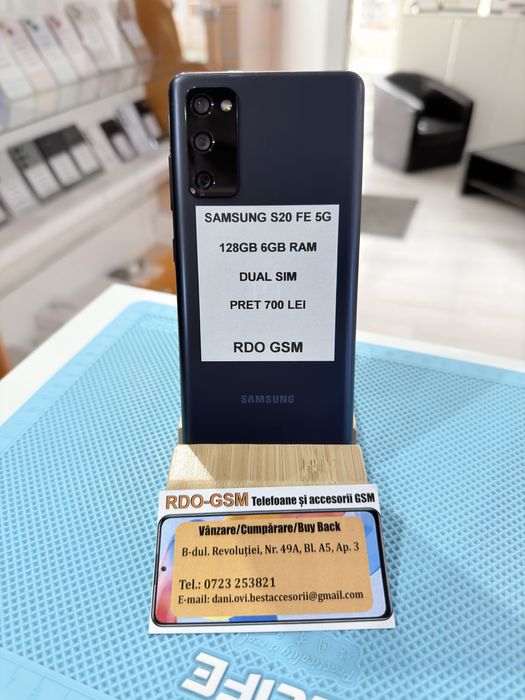 SAMSUNG S20 FE 5G
128GB 6GB RAM
DUAL SIM
PRET 700 LEI
RDO GSM
SAMSUNG
RDO-GSM Telefoane și accesorii GSM
Vânzare/Cumpărare/Buy Back
B-dul. Revoluției, Nr. 49A, Bl. A5, Ap. 3
Tel.: 0723 253821
E-mail: dani.ovi.bestaccesorii@gmail.com